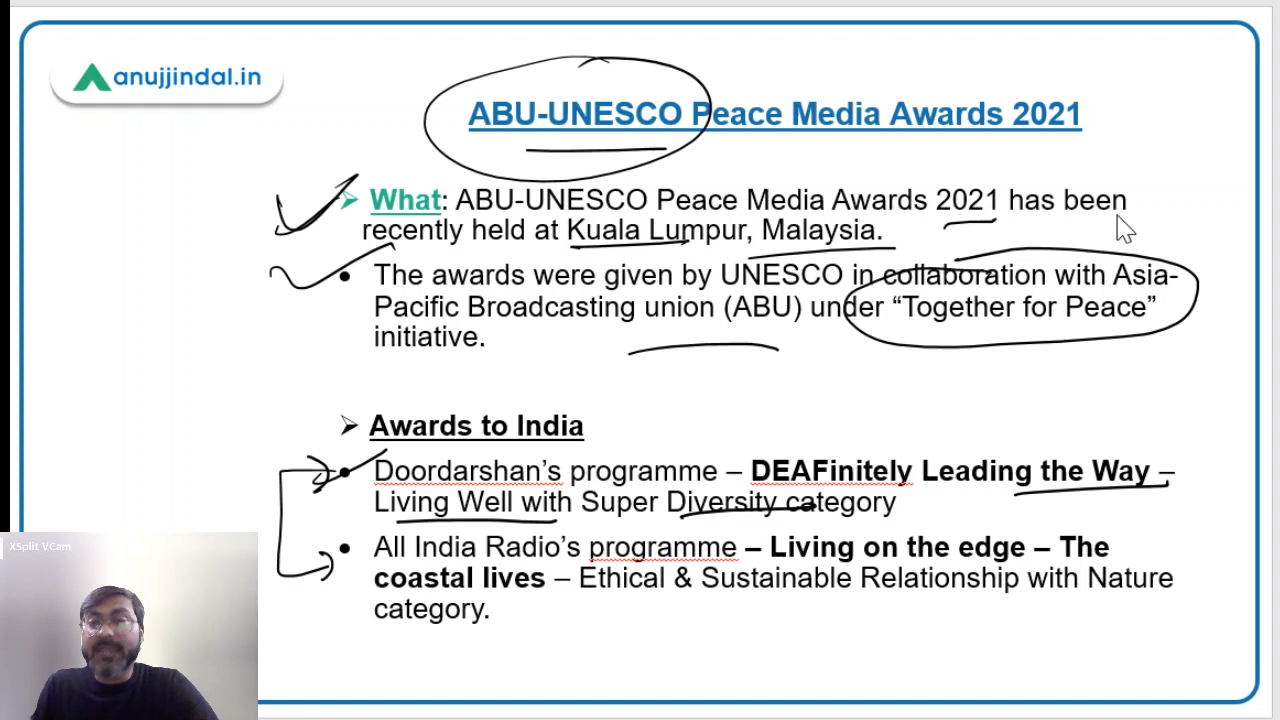 anujjindal.in
ABU-UNESCO Peace Media Awards 2021
What: ABU-UNESCO Peace Media Awards 2021 has been
recently held at Kuala Lumpur, Malaysia.
The awards were given by UNESCO in collaboration with Asia-
Pacific Broadcasting union (ABU) under “Together for Peace”
initiative.
Awards to India
Doordarshan’s programme – DEAFinitely Leading the Way –
Living Well with Super Diversity category
All India Radio’s programme – Living on the edge – The
coastal lives – Ethical & Sustainable Relationship with Nature
category.
XSplit VCam